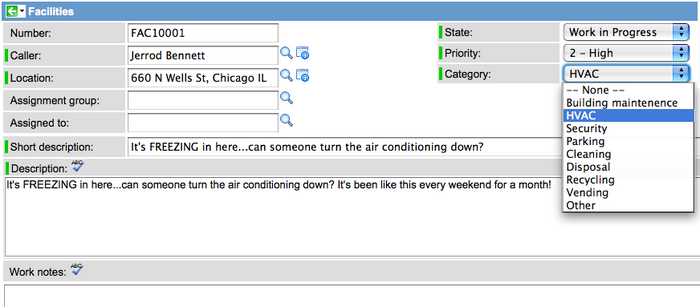 Facilities
Number: FAC10001
State: Work in Progress
Caller: Jerrod Bennett
Priority: 2 - High
Location: 660 N Wells St, Chicago IL
Category: HVAC
-- None --
Building maintenence
HVAC
Security
Parking
Cleaning
Disposal
Recycling
Vending
Other
Assignment group:
Assigned to:
Short description: It's FREEZING in here...can someone turn the air conditioning down?
Description: ABC
It's FREEZING in here...can someone turn the air conditioning down? It's been like this every weekend for a month!
Work notes: ABC